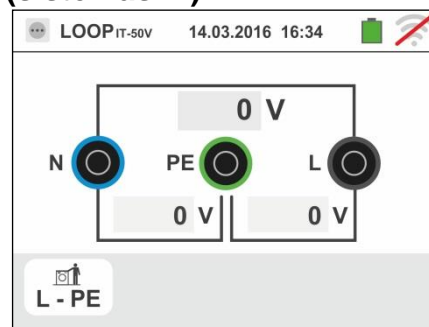 LOOP IT-50V 14.03.2016 16:34
0 V
N PE L
0 V 0 V
L - PE